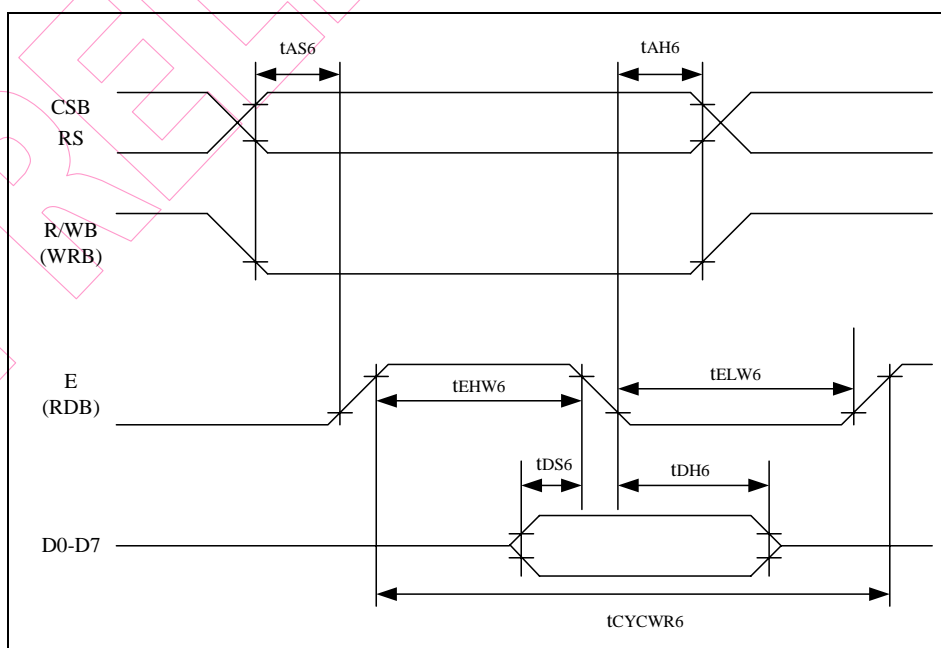 tAS6
tAH6
CSB
RS
R/WB
(WRB)
E
(RDB)
tEHW6
tELW6
tDS6
tDH6
D0-D7
tCYCWR6